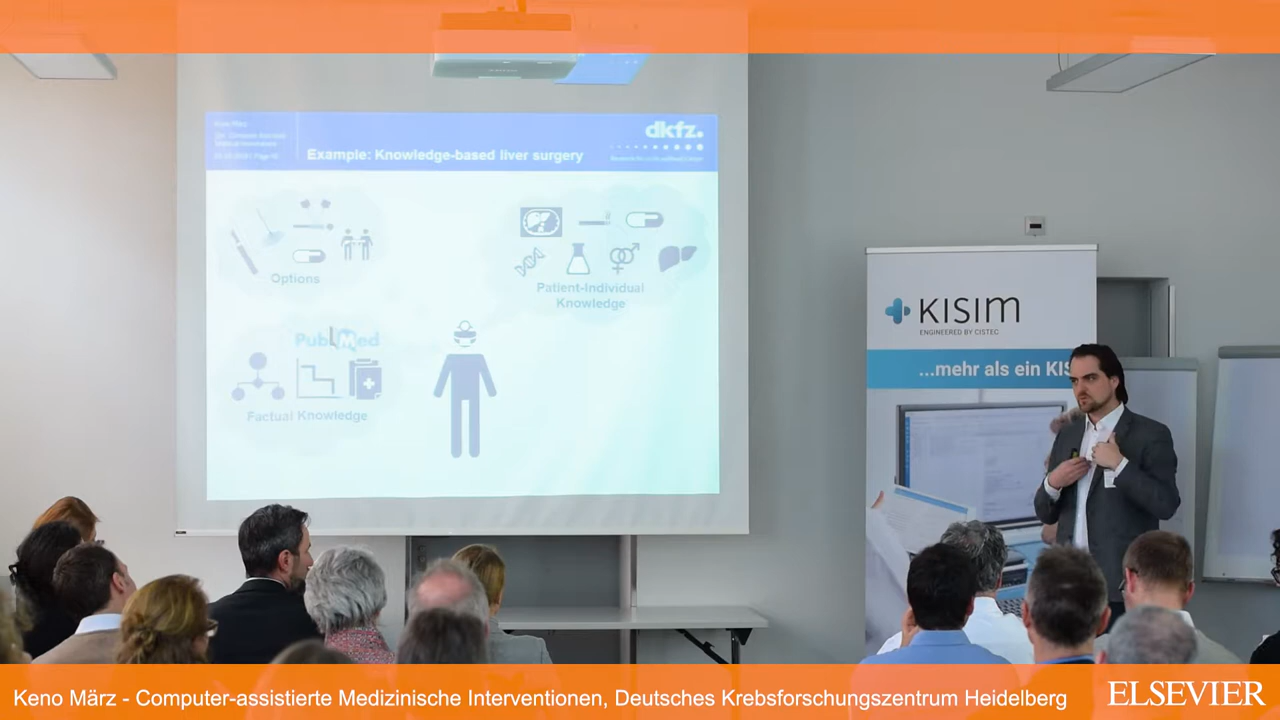 dkfz.
Example: Knowledge-based liver surgery
Options
Patient-Individual
Knowledge
PubMed
Factual Knowledge
KISIM
ENGINEERED BY CISTEC
...mehr als ein KIS
Keno März - Computer-assistierte Medizinische Interventionen, Deutsches Krebsforschungszentrum Heidelberg
ELSEVIER